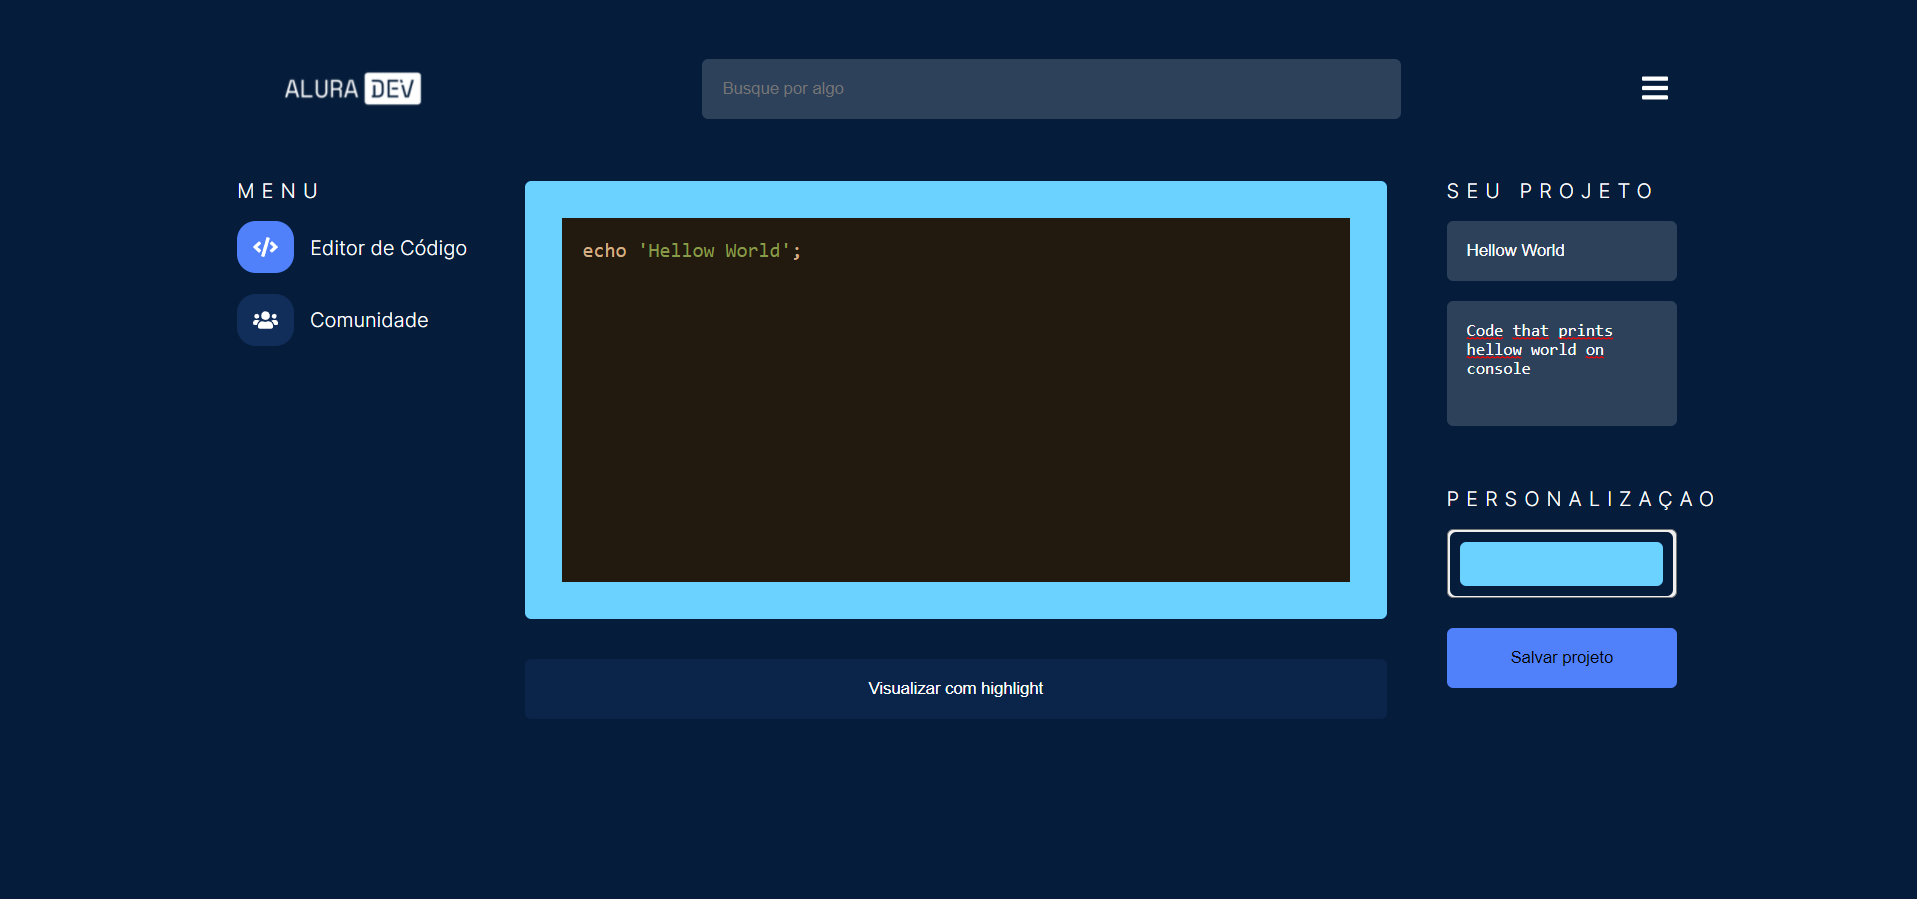 ALURA DEV
Busque por algo
MENU
Editor de Código
Comunidade
echo 'Hellow World';
Visualizar com highlight
SEU PROJETO
Hellow World
Code that prints
hellow world on
console
PERSONALIZAÇAO
Salvar projeto